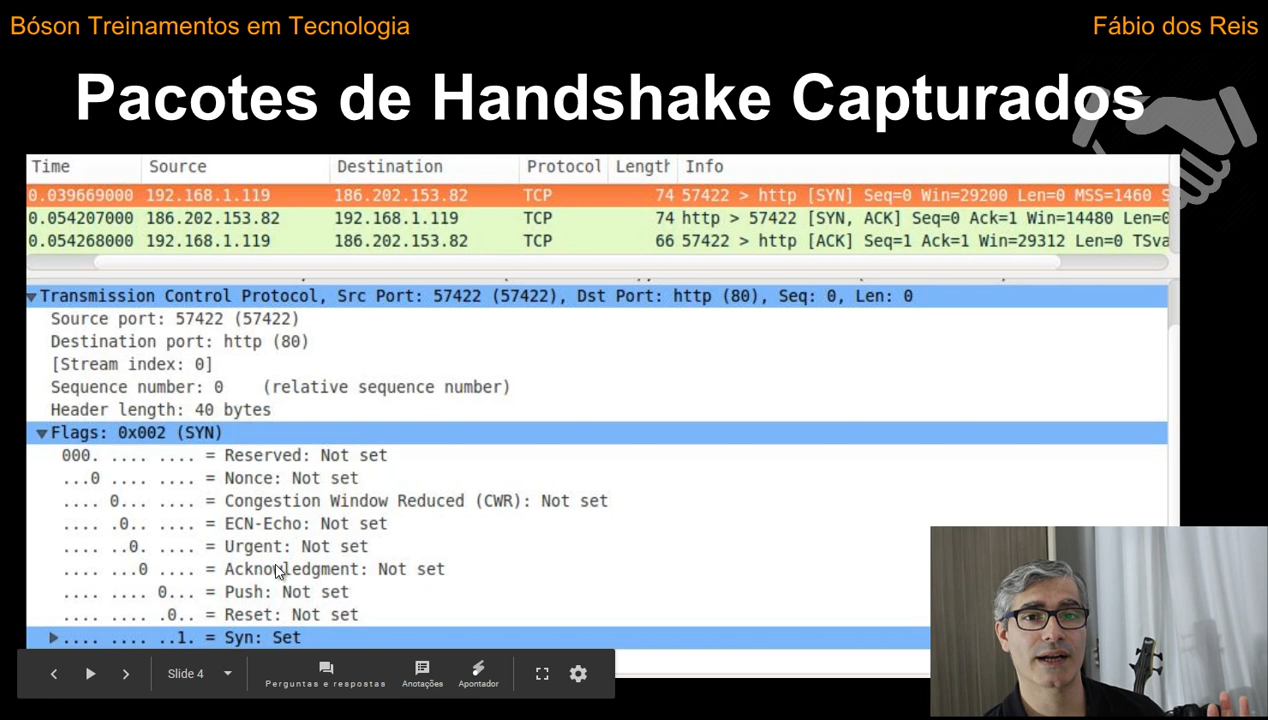 Bóson Treinamentos em Tecnologia
Fábio dos Reis
Pacotes de Handshake Capturados
Time Source Destination Protocol Length Info
0.039669000 192.168.1.119 186.202.153.82 TCP 74 57422 > http [SYN] Seq=0 Win=29200 Len=0 MSS=1460 S
0.054207000 186.202.153.82 192.168.1.119 TCP 74 http > 57422 [SYN, ACK] Seq=0 Ack=1 Win=14480 Len=0
0.054268000 192.168.1.119 186.202.153.82 TCP 66 57422 > http [ACK] Seq=1 Ack=1 Win=29312 Len=0 TSva
Transmission Control Protocol, Src Port: 57422 (57422), Dst Port: http (80), Seq: 0, Len: 0
Source port: 57422 (57422)
Destination port: http (80)
[Stream index: 0]
Sequence number: 0 (relative sequence number)
Header length: 40 bytes
Flags: 0x002 (SYN)
000. .... .... = Reserved: Not set
...0 .... .... = Nonce: Not set
.... 0... .... = Congestion Window Reduced (CWR): Not set
.... .0.. .... = ECN-Echo: Not set
.... ..0. .... = Urgent: Not set
.... ...0 .... = Acknowledgment: Not set
.... .... 0... = Push: Not set
.... .... .0.. = Reset: Not set
.... .... ..1. = Syn: Set
Slide 4
Perguntas e respostas
Anotações
Apontador